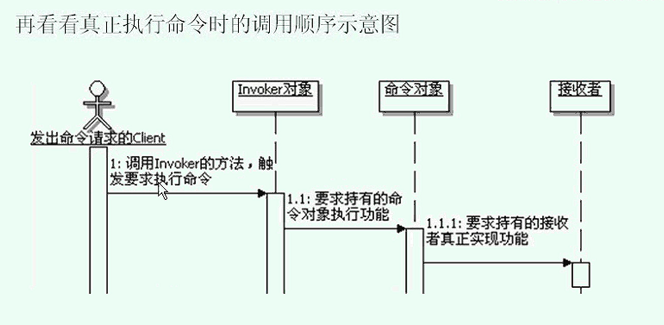 再看看真正执行命令时的调用顺序示意图
Invoker对象
命令对象
接收者
发出命令请求的Client
1: 调用Invoker的方法，触
发要求执行命令
1.1: 要求持有的命
令对象执行功能
1.1.1: 要求持有的接收
者真正实现功能